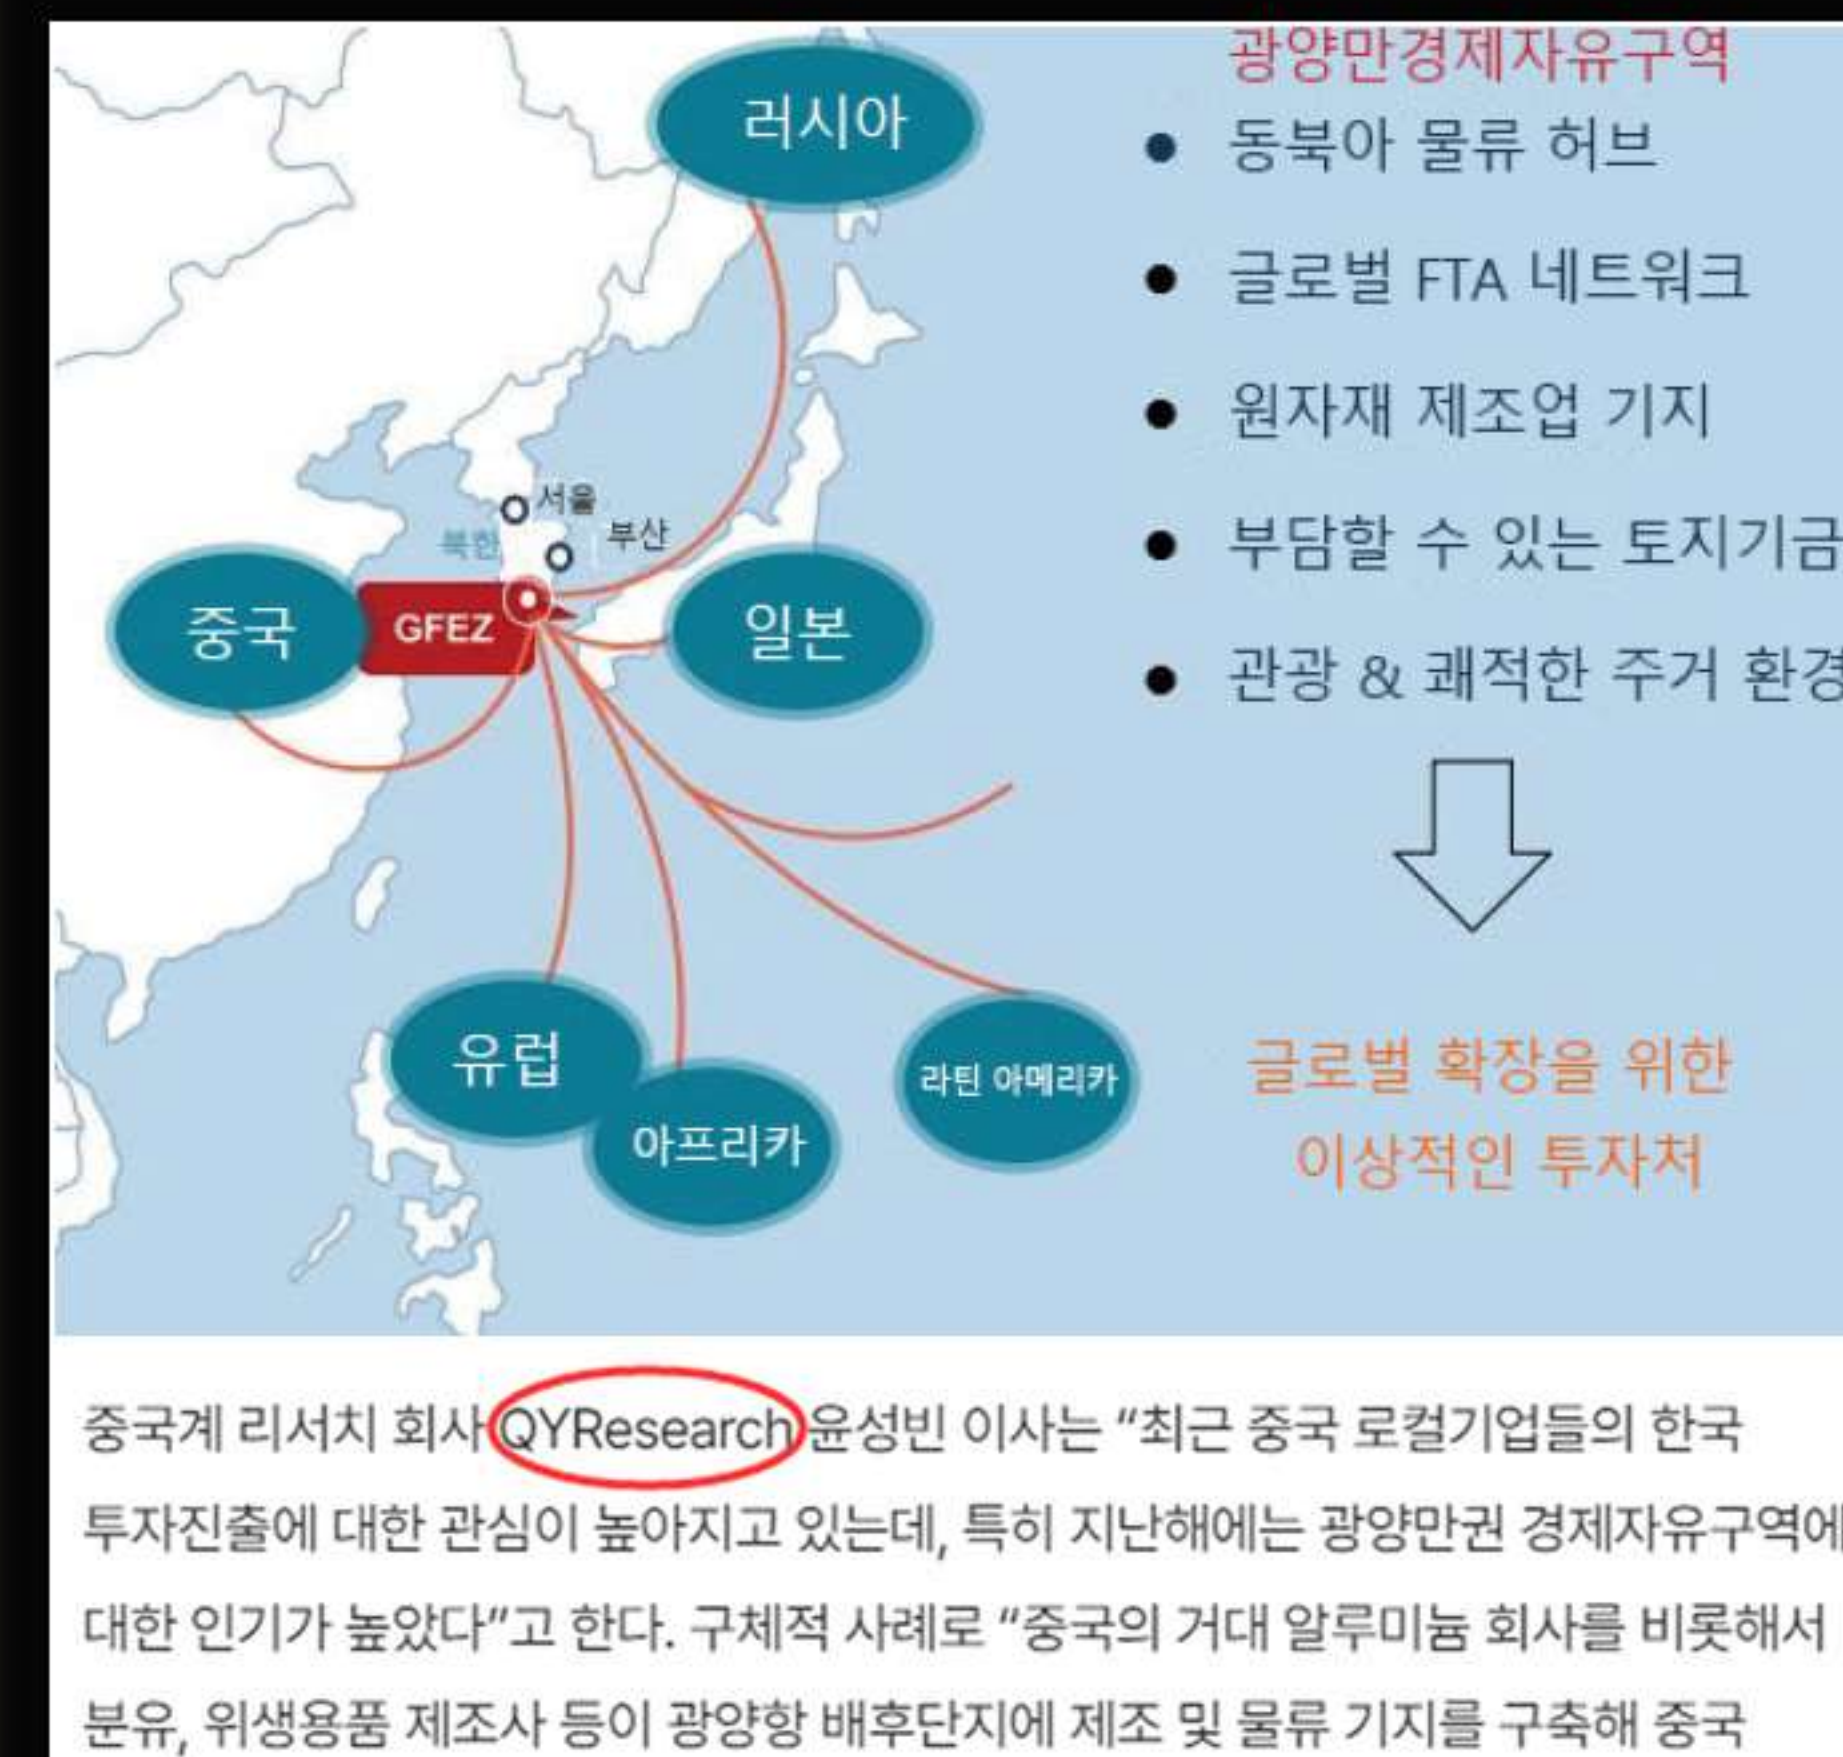 광양만경제자유구역
• 동북아 물류 허브
• 글로벌 FTA 네트워크
• 원자재 제조업 기지
• 부담할 수 있는 토지기금
• 관광 & 쾌적한 주거 환경
글로벌 확장을 위한
이상적인 투자처
러시아
서울
북한
부산
중국
GFEZ
일본
유럽
아프리카
라틴 아메리카
중국계 리서치 회사 QYResearch 윤성빈 이사는 “최근 중국 로컬기업들의 한국
투자진출에 대한 관심이 높아지고 있는데, 특히 지난해에는 광양만권 경제자유구역에
대한 인기가 높았다”고 한다. 구체적 사례로 “중국의 거대 알루미늄 회사를 비롯해서
분유, 위생용품 제조사 등이 광양항 배후단지에 제조 및 물류 기지를 구축해 중국